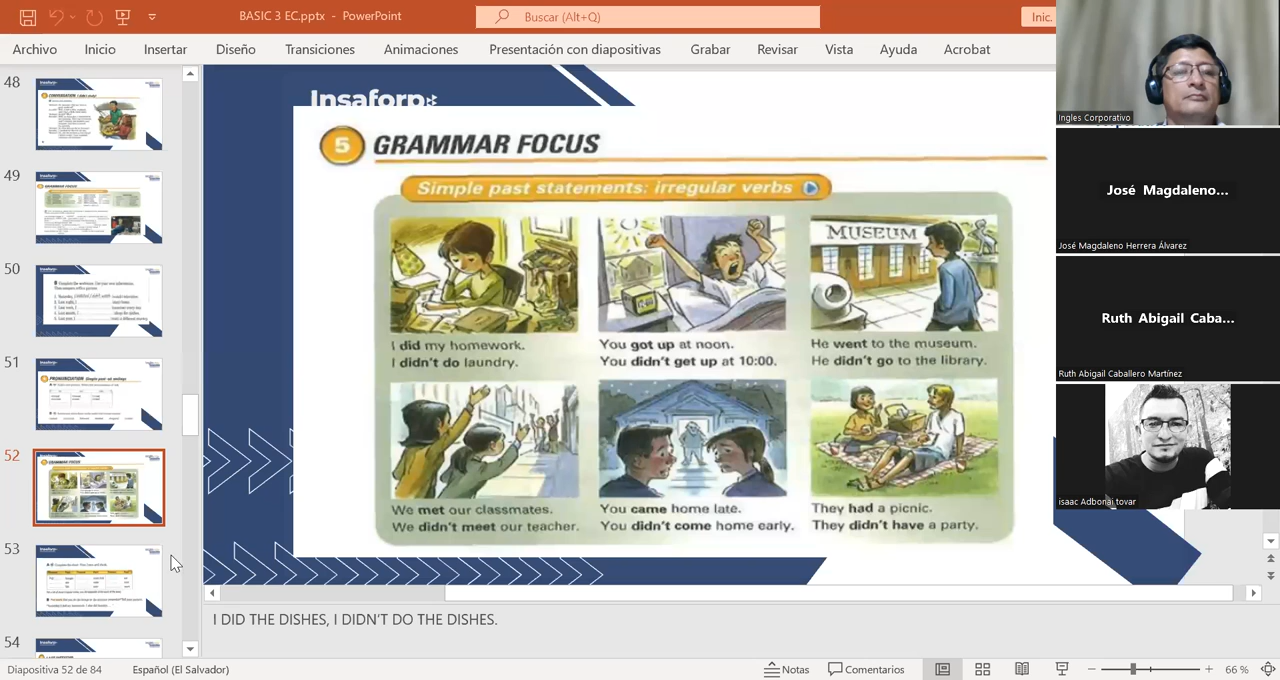 BASIC 3 EC.pptx - PowerPoint
Buscar (Alt+Q)
Inic.
Archivo Inicio Insertar Diseño Transiciones Animaciones Presentación con diapositivas Grabar Revisar Vista Ayuda Acrobat
48
49
50
51
52
53
54
Insaforp
5 GRAMMAR FOCUS
Simple past statements: irregular verbs
MUSEUM
I did my homework.
I didn't do laundry.
You got up at noon.
You didn't get up at 10:00.
He went to the museum.
He didn't go to the library.
We met our classmates.
We didn't meet our teacher.
You came home late.
You didn't come home early.
They had a picnic.
They didn't have a party.
I DID THE DISHES, I DIDN'T DO THE DISHES.
Ingles Corporativo
José Magdaleno...
José Magdaleno Herrera Álvarez
Ruth Abigail Caba...
Ruth Abigail Caballero Martínez
isaac Adbonai tovar
Diapositiva 52 de 84 Español (El Salvador) Notas Comentarios 66 %